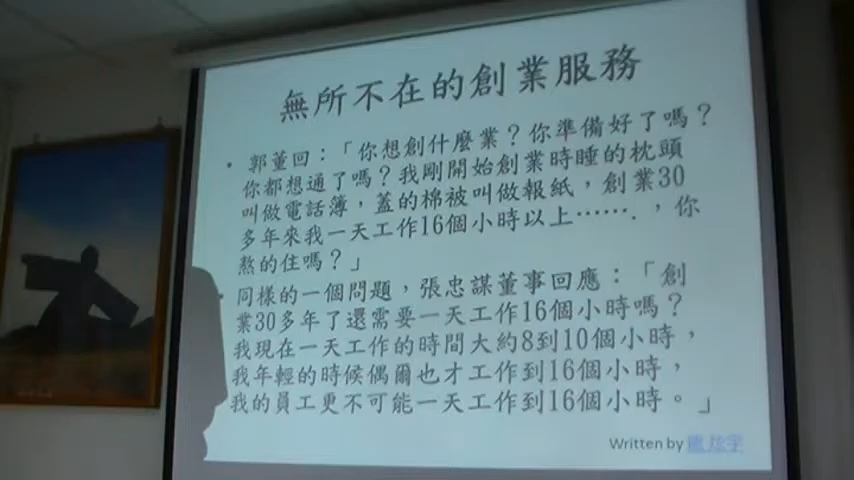 無所不在的創業服務
• 郭董回：「你想創什麼業？你準備好了嗎？
你都想通了嗎？我剛開始創業時睡的枕頭
叫做電話簿，蓋的棉被叫做報紙，創業30
多年來我一天工作16個小時以上…….，你
熬的住嗎？」
同樣的一個問題，張忠謀董事回應：「創
業30多年了還需要一天工作16個小時嗎？
我現在一天工作的時間大約8到10個小時，
我年輕的時候偶爾也才工作到16個小時，
我的員工更不可能一天工作到16個小時。」
Written by